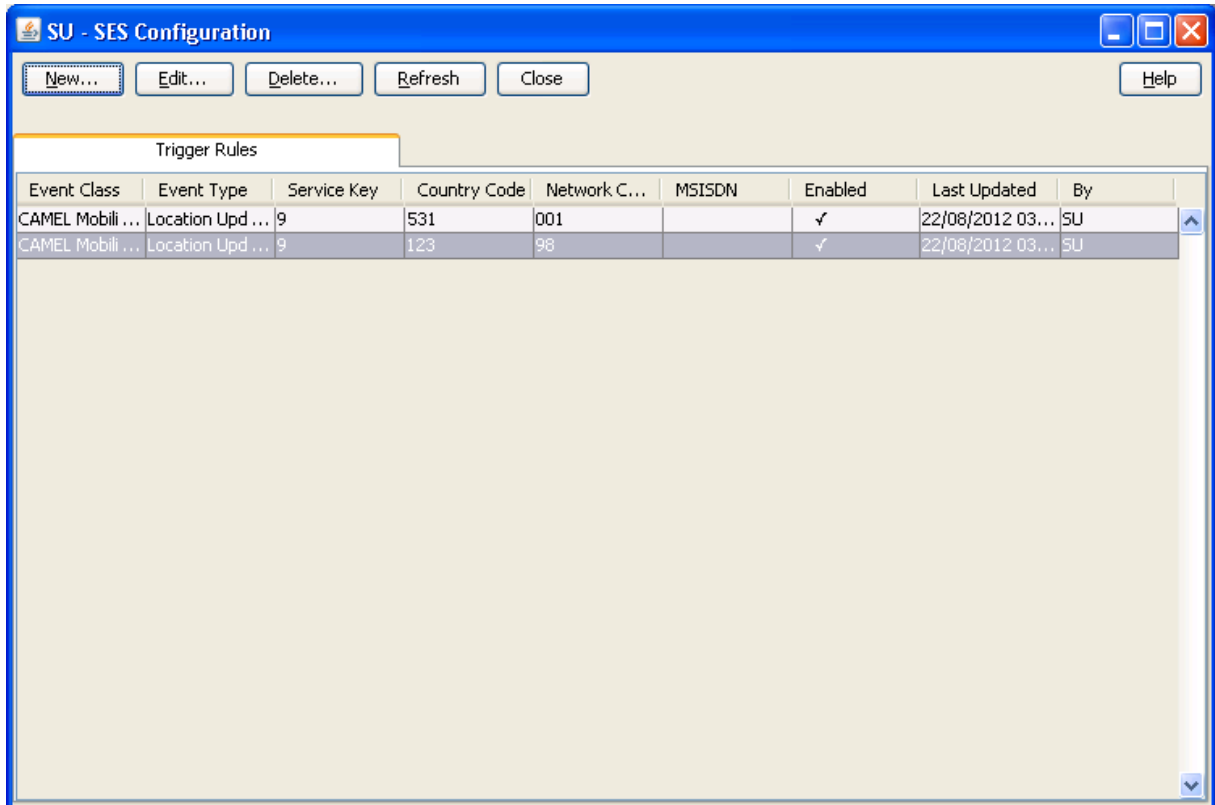 SU - SES Configuration
New... Edit... Delete... Refresh Close Help
Trigger Rules
Event Class Event Type Service Key Country Code Network C... MSISDN Enabled Last Updated By
CAMEL Mobili ... Location Upd ... 9 531 001 ✓ 22/08/2012 03... SU
CAMEL Mobili ... Location Upd ... 9 123 98 ✓ 22/08/2012 03... SU